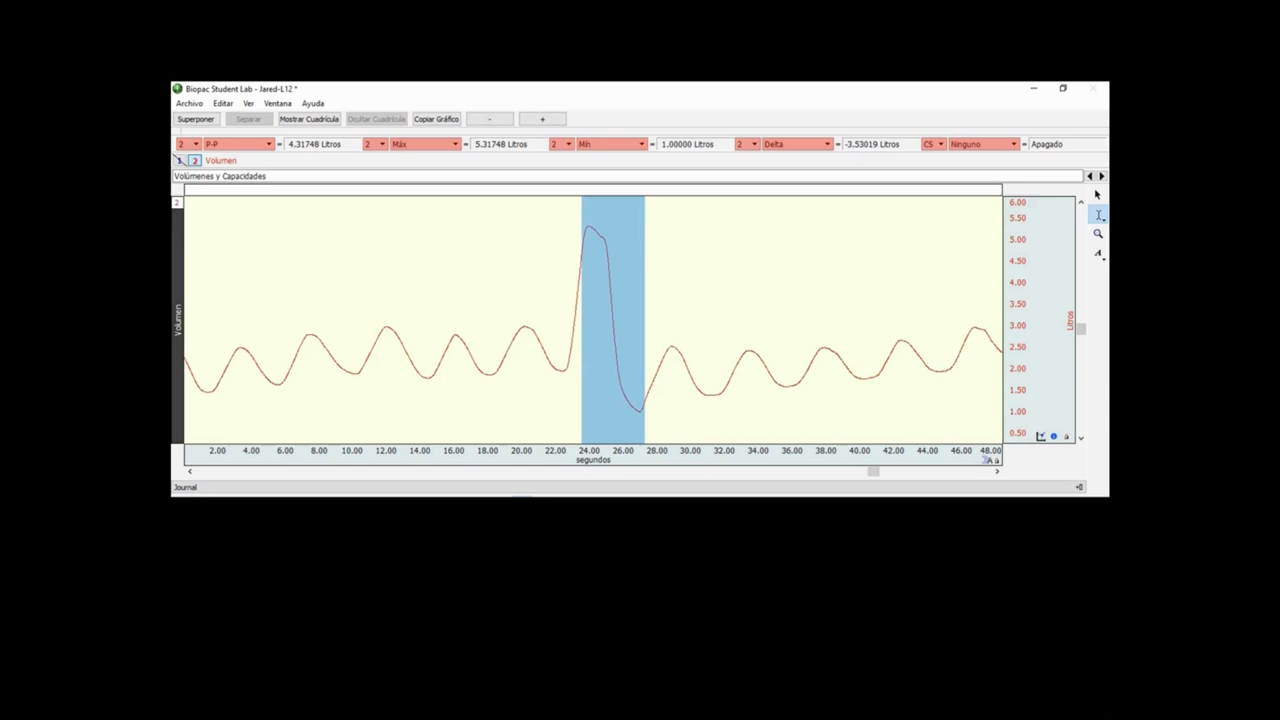 Biopac Student Lab - Jared-L12 *
Archivo Editar Ver Ventana Ayuda
Superponer Separar Mostrar Cuadrícula Ocultar Cuadrícula Copiar Gráfico - +
2 P-P = 4.31748 Litros 2 Máx = 5.31748 Litros 2 Mín = 1.00000 Litros 2 Delta = -3.53019 Litros CS Ninguno = Apagado
1 2 Volumen
Volúmenes y Capacidades
2
Volumen
6.00
5.50
5.00
4.50
4.00
3.50
3.00
2.50
2.00
1.50
1.00
0.50
Litros
2.00 4.00 6.00 8.00 10.00 12.00 14.00 16.00 18.00 20.00 22.00 24.00 26.00 28.00 30.00 32.00 34.00 36.00 38.00 40.00 42.00 44.00 46.00 48.00
segundos
Journal